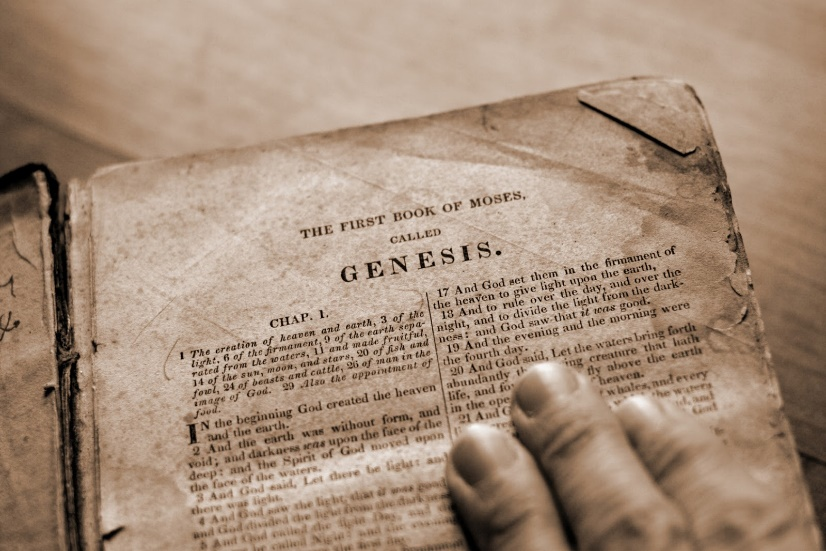 THE FIRST BOOK OF MOSES,
CALLED
GENESIS.
CHAP. I.
1 The creation of heaven and earth, 3 of the
light, 6 of the firmament, 9 of the earth sepa-
rated from the waters, 11 and made fruitful,
14 of the sun, moon, and stars, 20 of fish and
fowl, 24 of beasts and cattle, 26 of man in the
image of God. 29 Also the appointment of
food.
IN the beginning God created the heaven
and the earth.
2 And the earth was without form, and
void; and darkness was upon the face of the
deep: and the Spirit of God moved upon
the face of the waters.
3 And God said, Let there be light: and
there was light.
4 And God saw the light, that it was good:
and God divided the light from the darkness.
5 And God called the light Day, and
17 And God set them in the firmament of
the heaven to give light upon the earth,
18 And to rule over the day, and over the
night, and to divide the light from the dark-
ness: and God saw that it was good.
19 And the evening and the morning were
the fourth day.
20 And God said, Let the waters bring forth
abundantly the moving creature that hath
life, and fly above the earth
in the open heaven.
21 And whales, and every
the waters
God